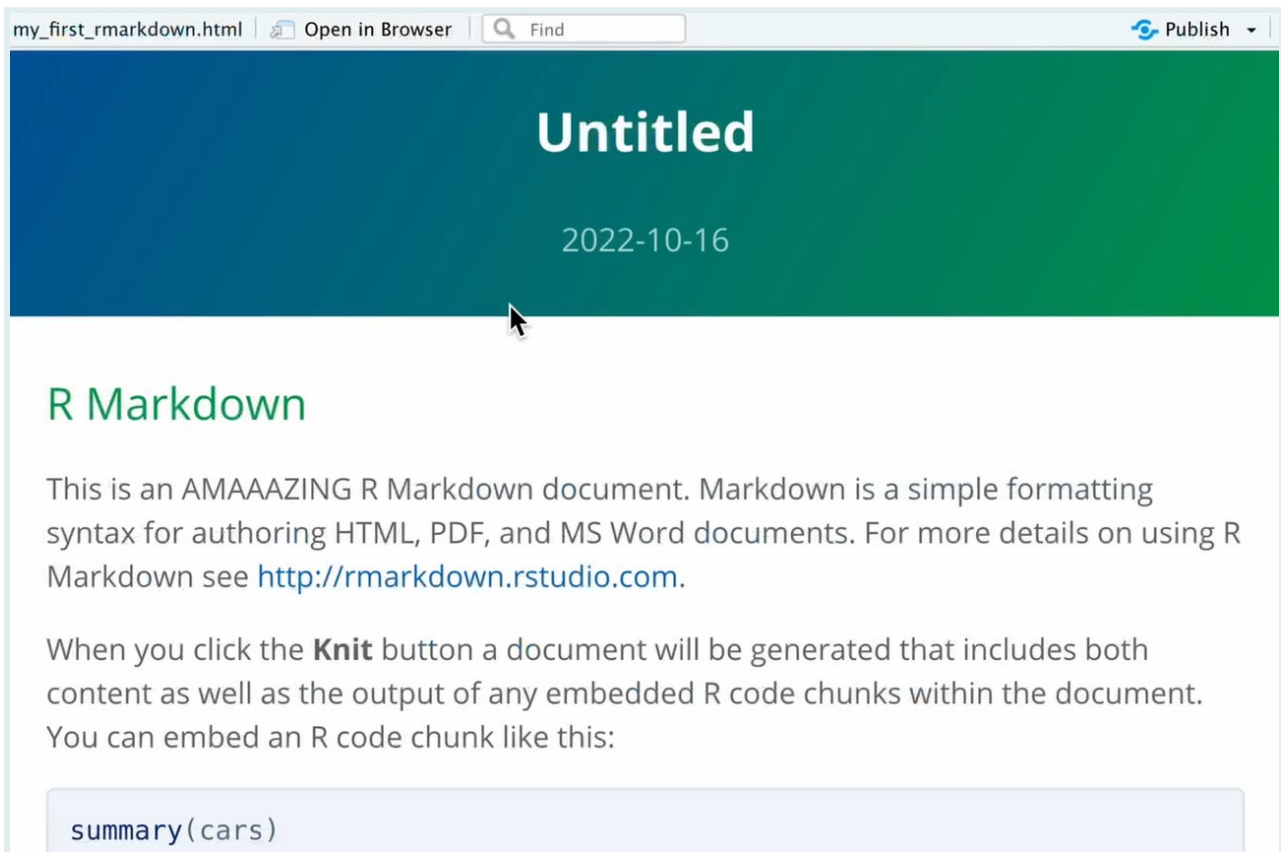 my_first_rmarkdown.html Open in Browser Find Publish
Untitled
2022-10-16
R Markdown
This is an AMAAAZING R Markdown document. Markdown is a simple formatting
syntax for authoring HTML, PDF, and MS Word documents. For more details on using R
Markdown see http://rmarkdown.rstudio.com.
When you click the Knit button a document will be generated that includes both
content as well as the output of any embedded R code chunks within the document.
You can embed an R code chunk like this:
summary(cars)